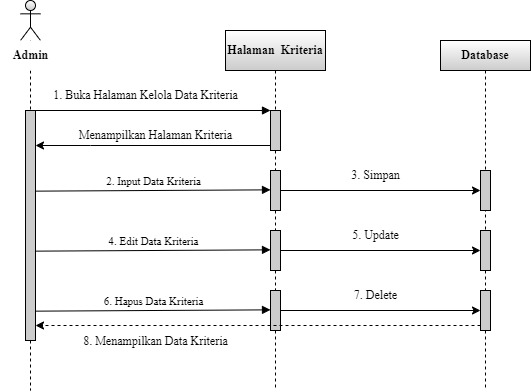 Admin
Halaman Kriteria
Database
1. Buka Halaman Kelola Data Kriteria
Menampilkan Halaman Kriteria
2. Input Data Kriteria
3. Simpan
4. Edit Data Kriteria
5. Update
6. Hapus Data Kriteria
7. Delete
8. Menampilkan Data Kriteria